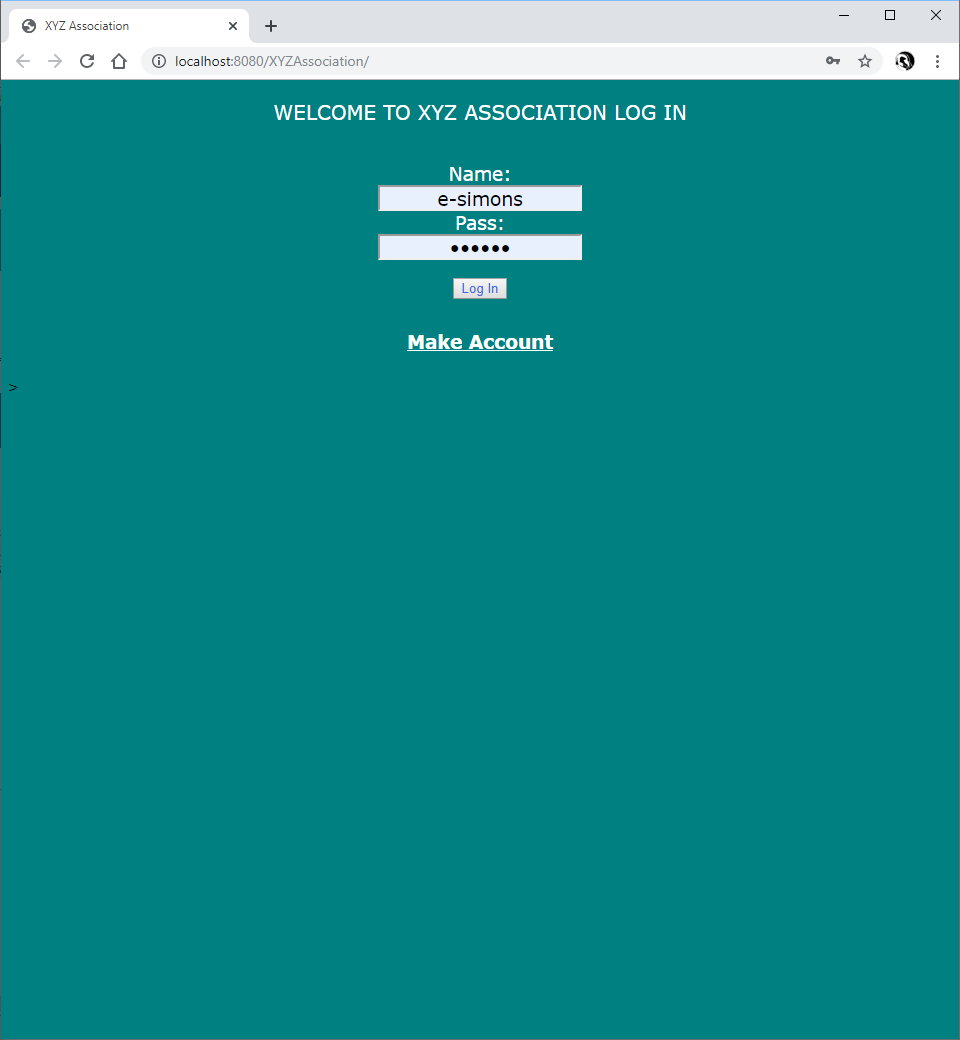 XYZ Association
localhost:8080/XYZAssociation/
WELCOME TO XYZ ASSOCIATION LOG IN
Name:
e-simons
Pass:
••••••
Log In
Make Account
>